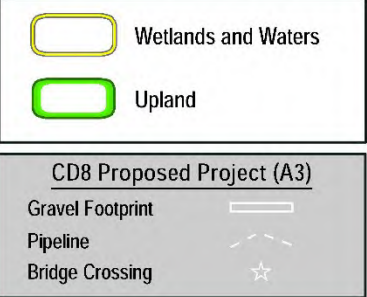 Wetlands and Waters
Upland
CD8 Proposed Project (A3)
Gravel Footprint
Pipeline
Bridge Crossing